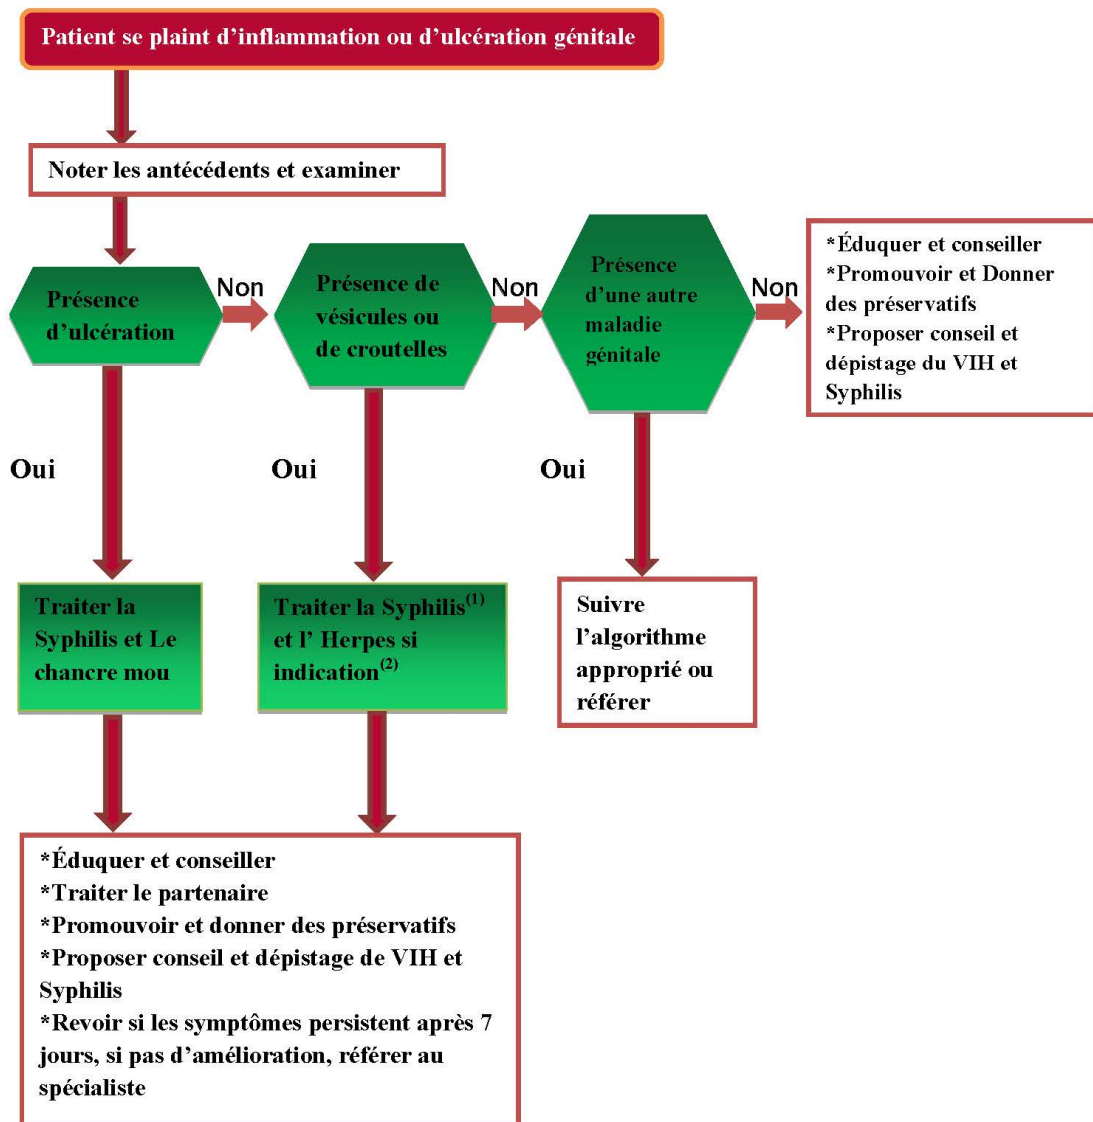 Patient se plaint d'inflammation ou d'ulcération génitale
Noter les antécédents et examiner
Présence
d'ulcération
Non
Présence de
vésicules ou
de croutelles
Non
Présence
d'une autre
maladie
génitale
Non
*Éduquer et conseiller
*Promouvoir et Donner
des préservatifs
*Proposer conseil et
dépistage du VIH et
Syphilis
Oui
Oui
Oui
Traiter la
Syphilis et Le
chancre mou
Traiter la Syphilis(1)
et l' Herpes si
indication(2)
Suivre
l'algorithme
approprié ou
référer
*Éduquer et conseiller
*Traiter le partenaire
*Promouvoir et donner des préservatifs
*Proposer conseil et dépistage de VIH et
Syphilis
*Revoir si les symptômes persistent après 7
jours, si pas d'amélioration, référer au
spécialiste